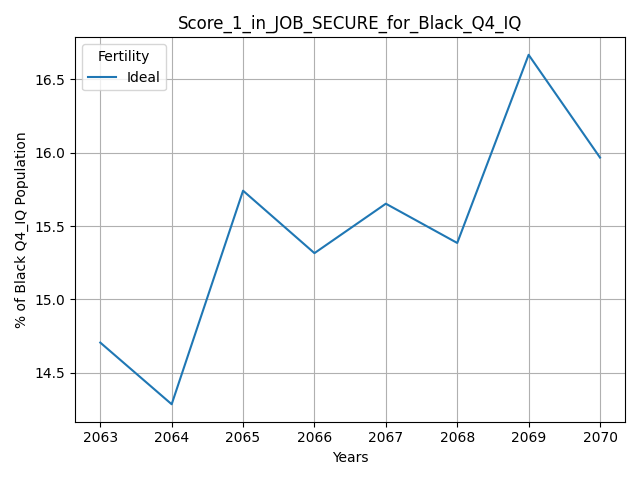 Score_1_in_JOB_SECURE_for_Black_Q4_IQ
Fertility
Ideal
% of Black Q4_IQ Population
16.5
16.0
15.5
15.0
14.5
2063 2064 2065 2066 2067 2068 2069 2070
Years